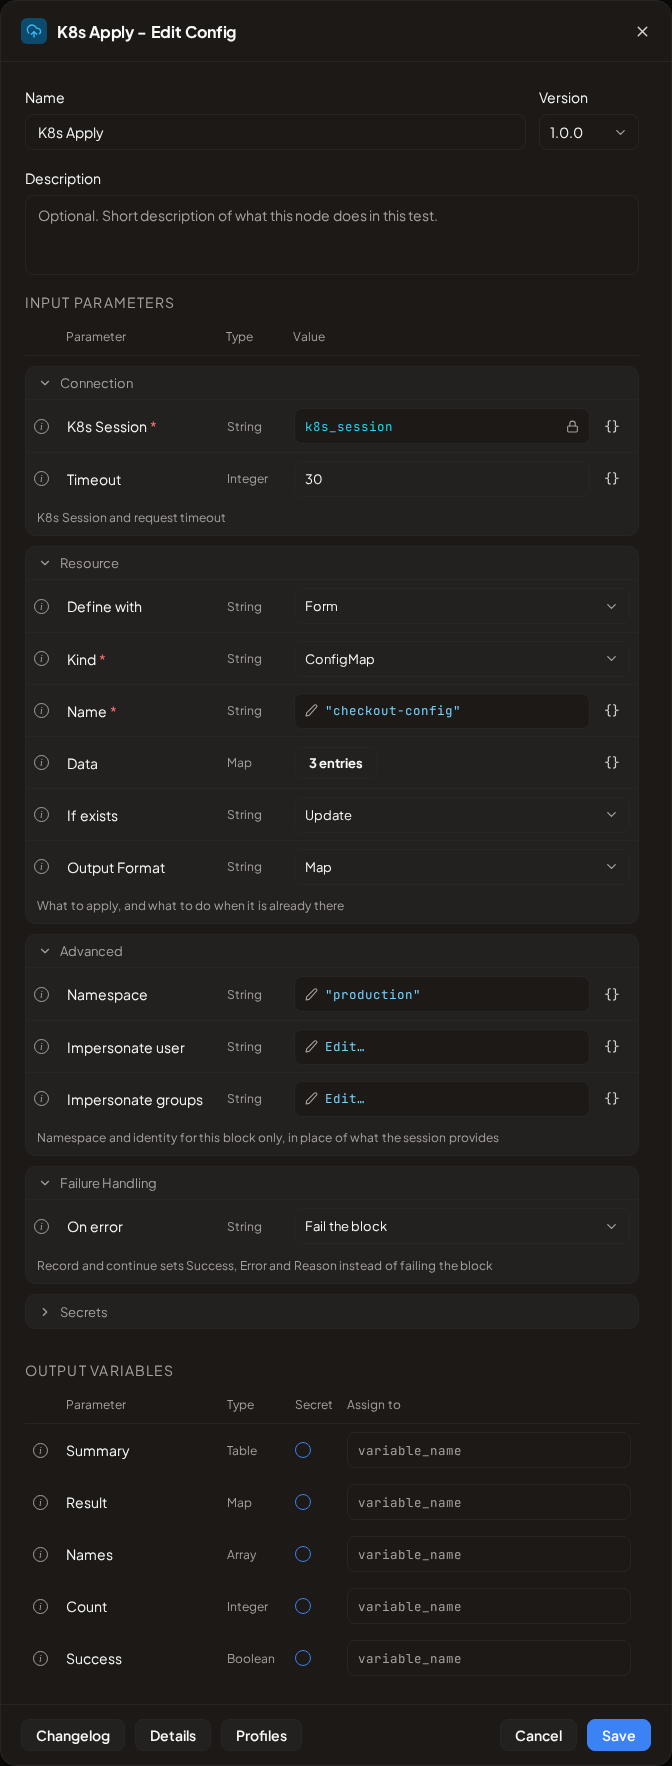 K8s Apply - Edit Config
Name
Version
K8s Apply
1.0.0
Description
Optional. Short description of what this node does in this test.
INPUT PARAMETERS
Parameter Type Value
Connection
K8s Session * String k8s_session {}
Timeout Integer 30 {}
K8s Session and request timeout
Resource
Define with String Form
Kind * String ConfigMap
Name * String "checkout-config" {}
Data Map 3 entries {}
If exists String Update
Output Format String Map
What to apply, and what to do when it is already there
Advanced
Namespace String "production" {}
Impersonate user String Edit… {}
Impersonate groups String Edit… {}
Namespace and identity for this block only, in place of what the session provides
Failure Handling
On error String Fail the block
Record and continue sets Success, Error and Reason instead of failing the block
Secrets
OUTPUT VARIABLES
Parameter Type Secret Assign to
Summary Table variable_name
Result Map variable_name
Names Array variable_name
Count Integer variable_name
Success Boolean variable_name
Changelog Details Profiles Cancel Save